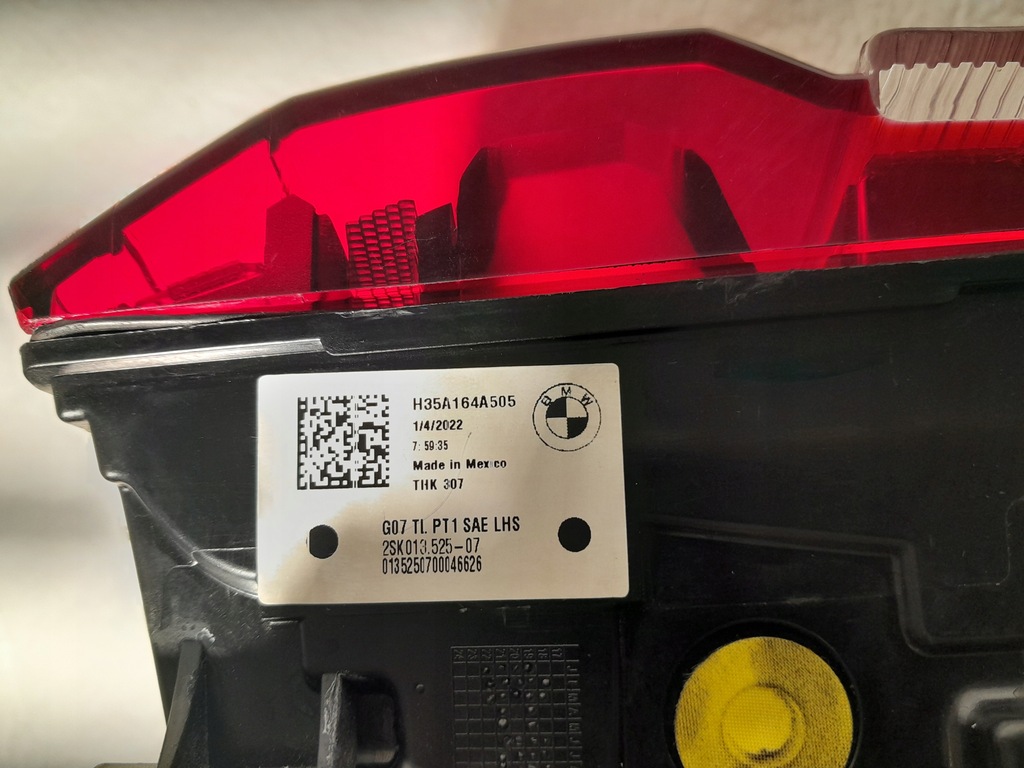 H35A164A505
BMW
1/4/2022
7: 59:35
Made in Mexico
THK 307
G07 TL PT1 SAE LHS
2SK013.525-07
0135250700046626